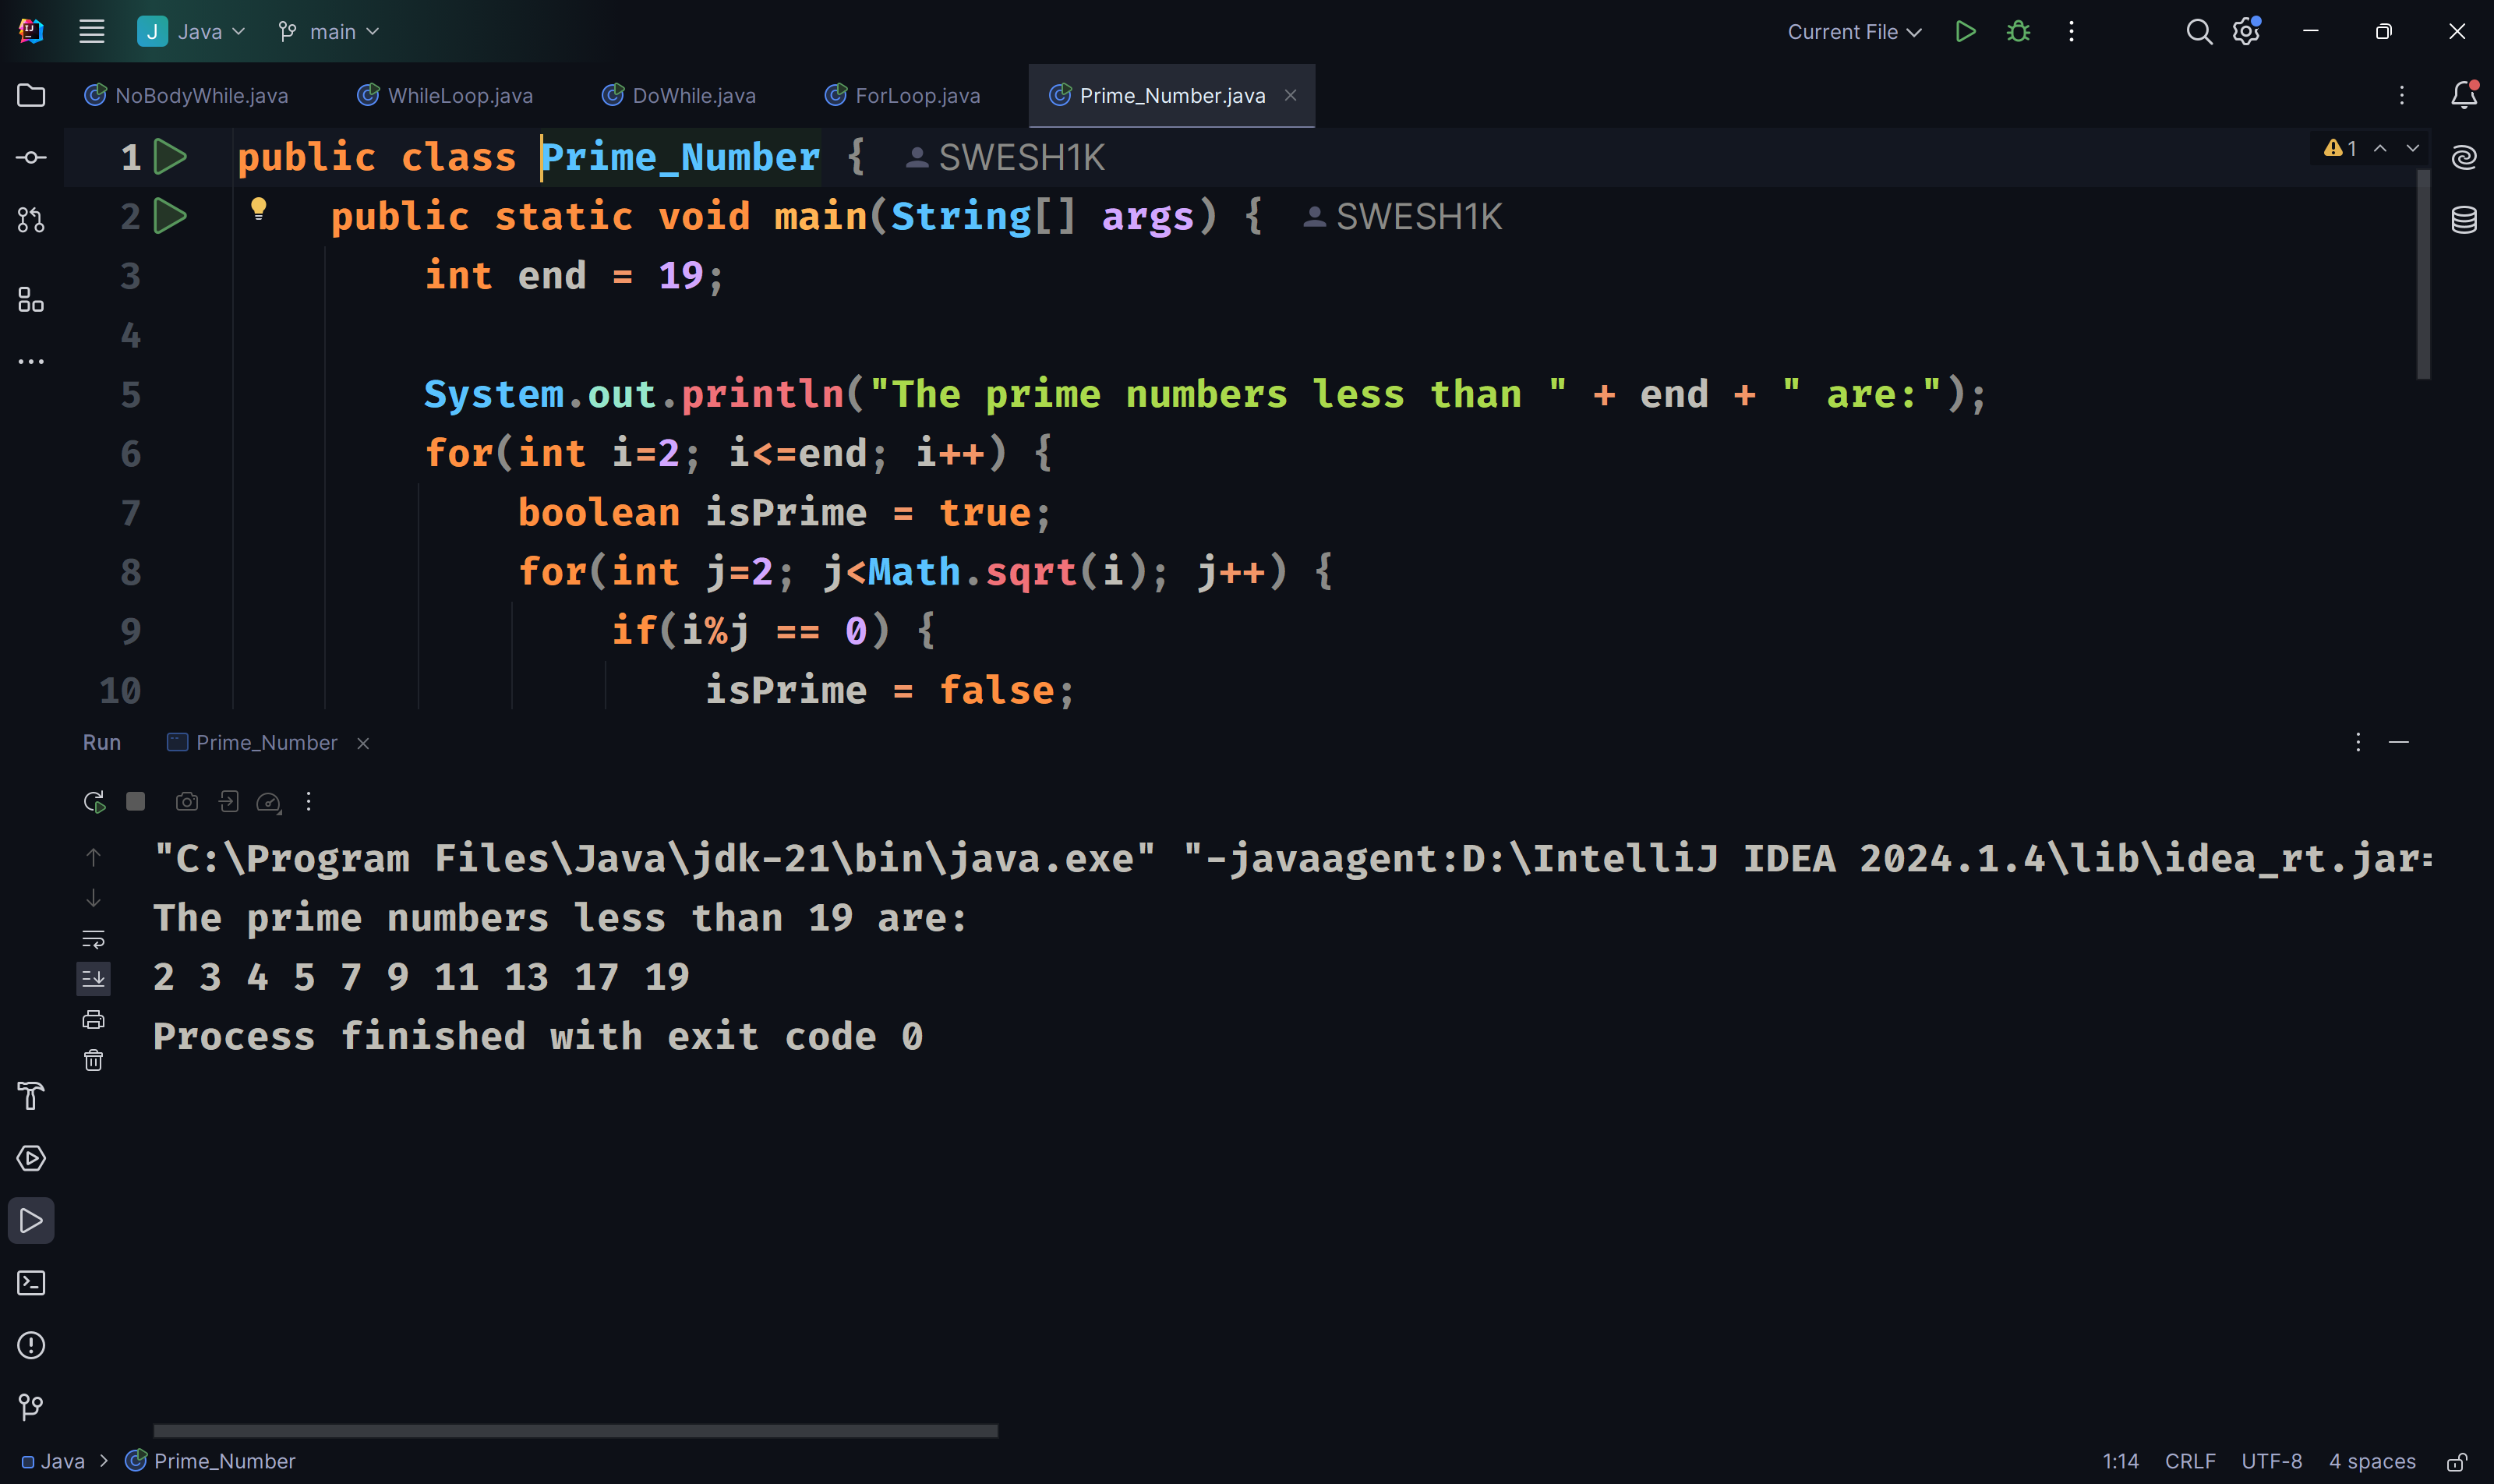 J Java main Current File
NoBodyWhile.java WhileLoop.java DoWhile.java ForLoop.java Prime_Number.java
1 public class Prime_Number { SWESH1K 1
2 public static void main(String[] args) { SWESH1K
3 int end = 19;
4
5 System.out.println("The prime numbers less than " + end + " are:");
6 for(int i=2; i<=end; i++) {
7 boolean isPrime = true;
8 for(int j=2; j<Math.sqrt(i); j++) {
9 if(i%j == 0) {
10 isPrime = false;
Run Prime_Number
"C:\Program Files\Java\jdk-21\bin\java.exe" "-javaagent:D:\IntelliJ IDEA 2024.1.4\lib\idea_rt.jar=
The prime numbers less than 19 are:
2 3 4 5 7 9 11 13 17 19
Process finished with exit code 0
Java > Prime_Number 1:14 CRLF UTF-8 4 spaces